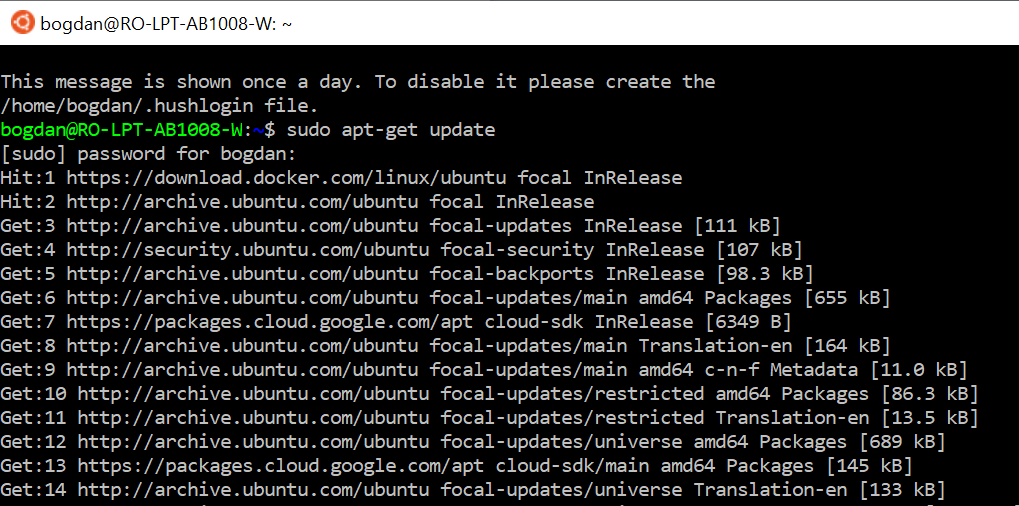 bogdan@RO-LPT-AB1008-W: ~
This message is shown once a day. To disable it please create the
/home/bogdan/.hushlogin file.
bogdan@RO-LPT-AB1008-W:~$ sudo apt-get update
[sudo] password for bogdan:
Hit:1 https://download.docker.com/linux/ubuntu focal InRelease
Hit:2 http://archive.ubuntu.com/ubuntu focal InRelease
Get:3 http://archive.ubuntu.com/ubuntu focal-updates InRelease [111 kB]
Get:4 http://security.ubuntu.com/ubuntu focal-security InRelease [107 kB]
Get:5 http://archive.ubuntu.com/ubuntu focal-backports InRelease [98.3 kB]
Get:6 http://archive.ubuntu.com/ubuntu focal-updates/main amd64 Packages [655 kB]
Get:7 https://packages.cloud.google.com/apt cloud-sdk InRelease [6349 B]
Get:8 http://archive.ubuntu.com/ubuntu focal-updates/main Translation-en [164 kB]
Get:9 http://archive.ubuntu.com/ubuntu focal-updates/main amd64 c-n-f Metadata [11.0 kB]
Get:10 http://archive.ubuntu.com/ubuntu focal-updates/restricted amd64 Packages [86.3 kB]
Get:11 http://archive.ubuntu.com/ubuntu focal-updates/restricted Translation-en [13.5 kB]
Get:12 http://archive.ubuntu.com/ubuntu focal-updates/universe amd64 Packages [689 kB]
Get:13 https://packages.cloud.google.com/apt cloud-sdk/main amd64 Packages [145 kB]
Get:14 http://archive.ubuntu.com/ubuntu focal-updates/universe Translation-en [133 kB]